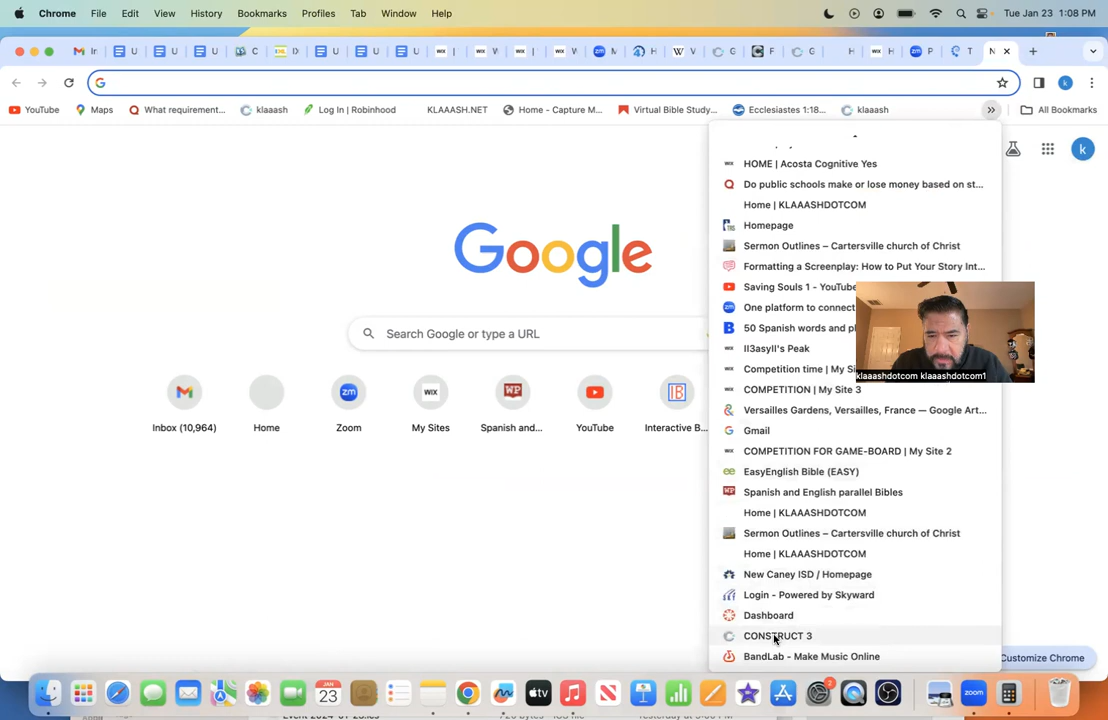 Chrome File Edit View History Bookmarks Profiles Tab Window Help Tue Jan 23 1:08 PM
YouTube Maps What requirement... klaaash Log In | Robinhood KLAAASH.NET Home - Capture M... Virtual Bible Study... Ecclesiastes 1:18... klaaash » All Bookmarks
HOME | Acosta Cognitive Yes
Do public schools make or lose money based on st...
Home | KLAAASHDOTCOM
Homepage
Sermon Outlines – Cartersville church of Christ
Formatting a Screenplay: How to Put Your Story Int...
Saving Souls 1 - YouTube
One platform to connect
50 Spanish words and
Competition time | My
COMPETITION | My Site 3
Versailles Gardens, Versailles, France — Google Art...
Gmail
COMPETITION FOR GAME-BOARD | My Site 2
EasyEnglish Bible (EASY)
Spanish and English parallel Bibles
Home | KLAAASHDOTCOM
Sermon Outlines – Cartersville church of Christ
Home | KLAAASHDOTCOM
New Caney ISD / Homepage
Login - Powered by Skyward
Dashboard
CONSTRUCT 3
BandLab - Make Music Online
klaaashdotcom klaaashdotcom1
Google
Search Google or type a URL
Inbox (10,964) Home Zoom My Sites Spanish and... YouTube Interactive B...
Customize Chrome
JAN
23
tv
zoom